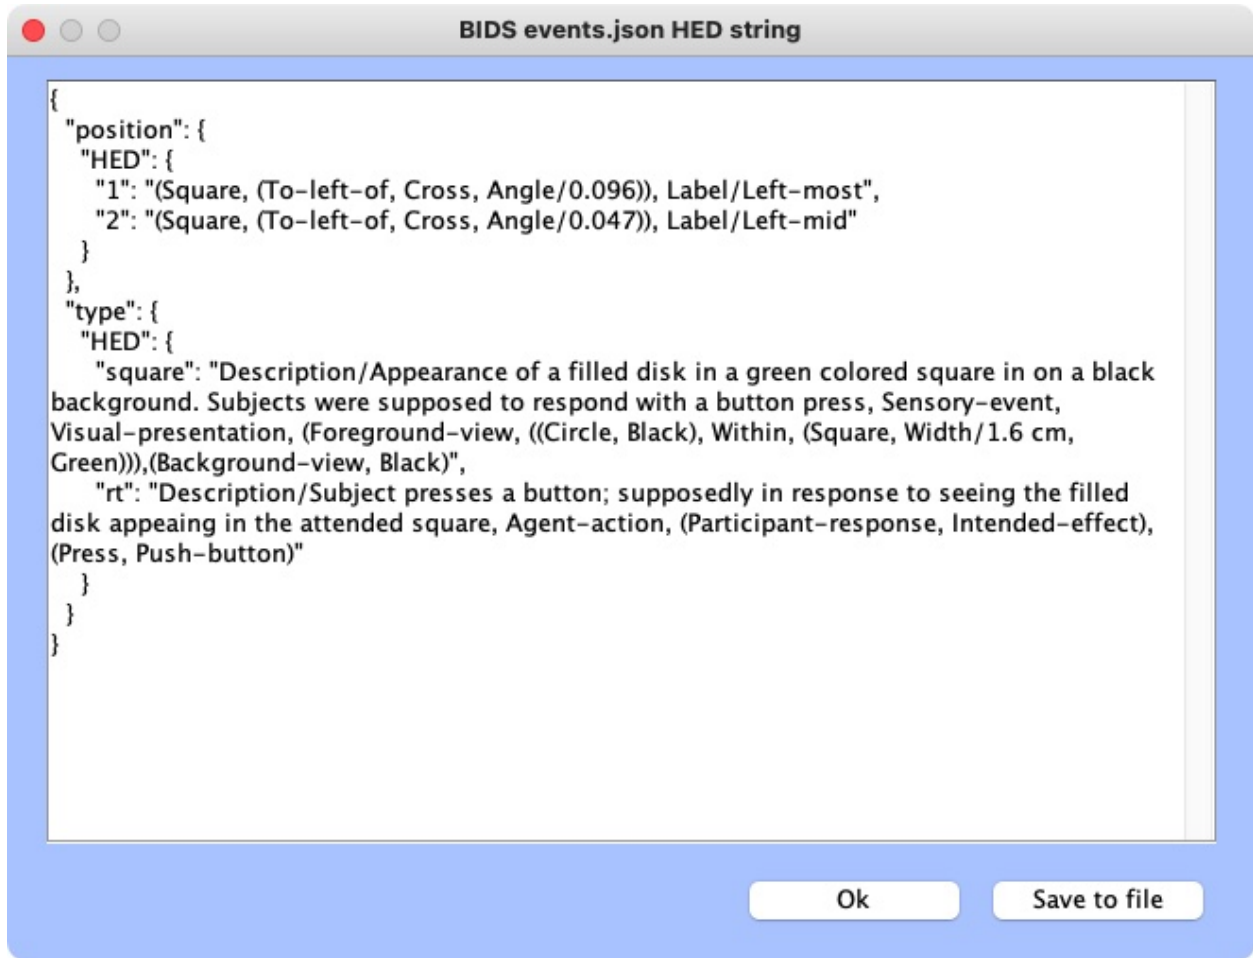 BIDS events.json HED string
{
  "position": {
    "HED": {
      "1": "(Square, (To-left-of, Cross, Angle/0.096)), Label/Left-most",
      "2": "(Square, (To-left-of, Cross, Angle/0.047)), Label/Left-mid"
    }
  },
  "type": {
    "HED": {
      "square": "Description/Appearance of a filled disk in a green colored square in on a black
background. Subjects were supposed to respond with a button press, Sensory-event,
Visual-presentation, (Foreground-view, ((Circle, Black), Within, (Square, Width/1.6 cm,
Green))),(Background-view, Black)",
      "rt": "Description/Subject presses a button; supposedly in response to seeing the filled
disk appeaing in the attended square, Agent-action, (Participant-response, Intended-effect),
(Press, Push-button)"
    }
  }
}
Ok
Save to file